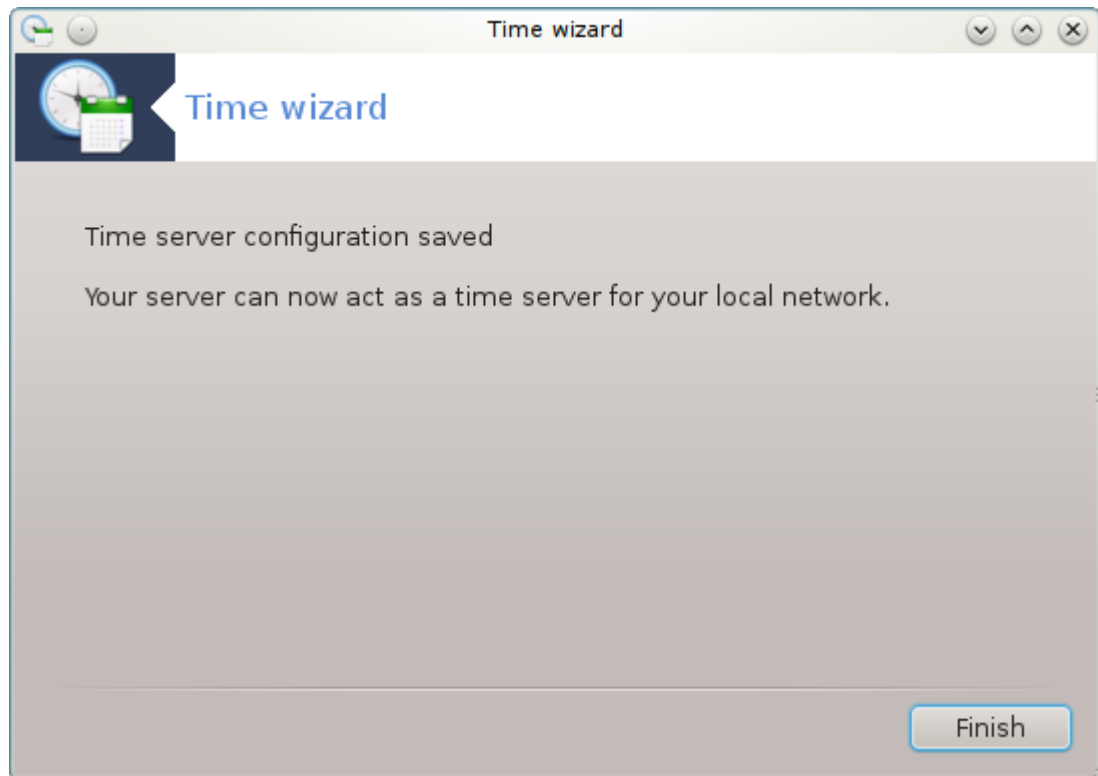 Time wizard
Time wizard
Time server configuration saved
Your server can now act as a time server for your local network.
Finish